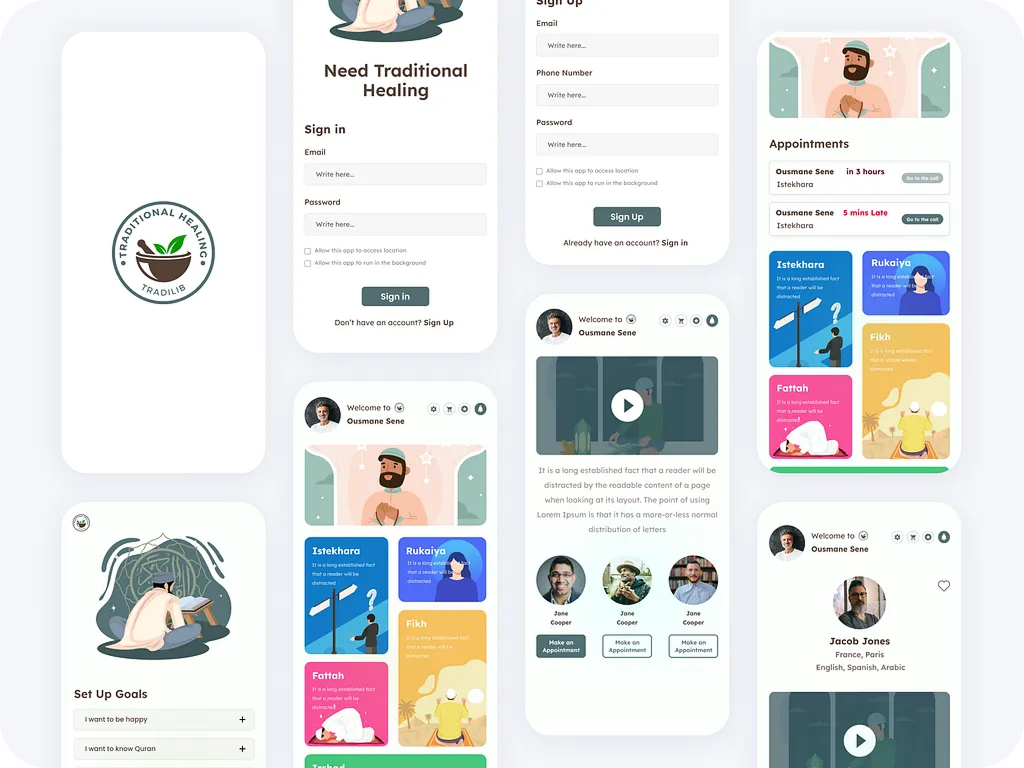 TRADITIONAL HEALING
TRADILIB
Set Up Goals
I want to be happy
+
I want to know Quran
+
Need Traditional
Healing
Sign in
Email
Write here...
Password
Write here...
Allow this app to access location
Allow this app to run in the background
Sign in
Don't have an account? Sign Up
Welcome to
Ousmane Sene
Istekhara
It is a long established fact
that a reader will be
distracted
Rukaiya
It is a long established fact
that a reader will be
distracted
Fikh
It is a long established fact
that a reader will be
distracted
Fattah
It is a long established fact
that a reader will be
distracted
Irshad
Sign Up
Email
Write here...
Phone Number
Write here...
Password
Write here...
Allow this app to access location
Allow this app to run in the background
Sign Up
Already have an account? Sign in
Welcome to
Ousmane Sene
It is a long established fact that a reader will be
distracted by the readable content of a page
when looking at its layout. The point of using
Lorem Ipsum is that it has a more-or-less normal
distribution of letters
Jane
Cooper
Make an
Appointment
Jane
Cooper
Make an
Appointment
Jane
Cooper
Make an
Appointment
Appointments
Ousmane Sene in 3 hours
Istekhara
Go to the call
Ousmane Sene 5 mins Late
Istekhara
Go to the call
Istekhara
It is a long established fact
that a reader will be
distracted
Rukaiya
It is a long established fact
that a reader will be
distracted
Fikh
It is a long established fact
that a reader will be
distracted
Fattah
It is a long established fact
that a reader will be
distracted
Welcome to
Ousmane Sene
Jacob Jones
France, Paris
English, Spanish, Arabic